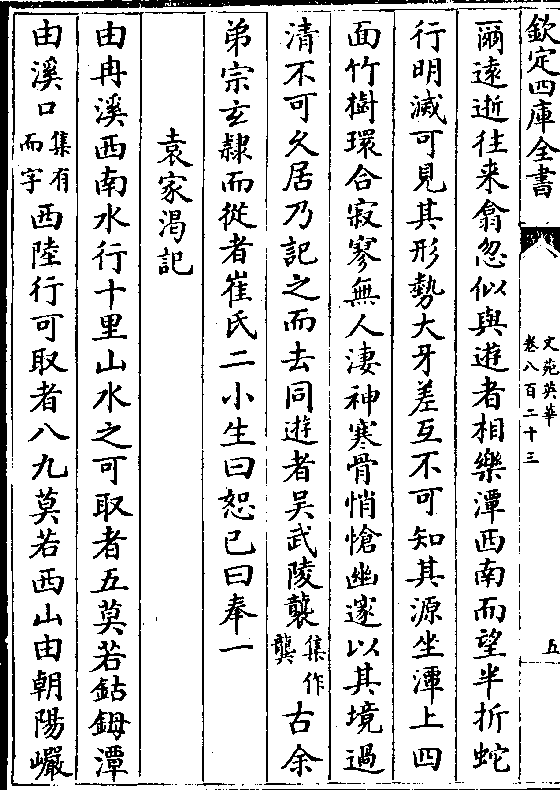 欽定四庫全書
文苑英華
卷八百二十三
五
爾遠逝往来翕忽似與遊者相樂潭西南而望半折蛇
行明滅可見其形勢犬牙差互不可知其源坐潭上四
面竹樹環合寂寥無人淒神寒骨悄愴幽邃以其境過
清不可乆居乃記之而去同遊者吴武陵襲集作龔古余
弟宗玄隸而從者崔氏二小生曰恕已曰奉一
袁家渴記
由冉溪西南水行十里山水之可取者五莫若鈷鉧潭
由溪口集有而字西陸行可取者八九莫若西山由朝陽巖